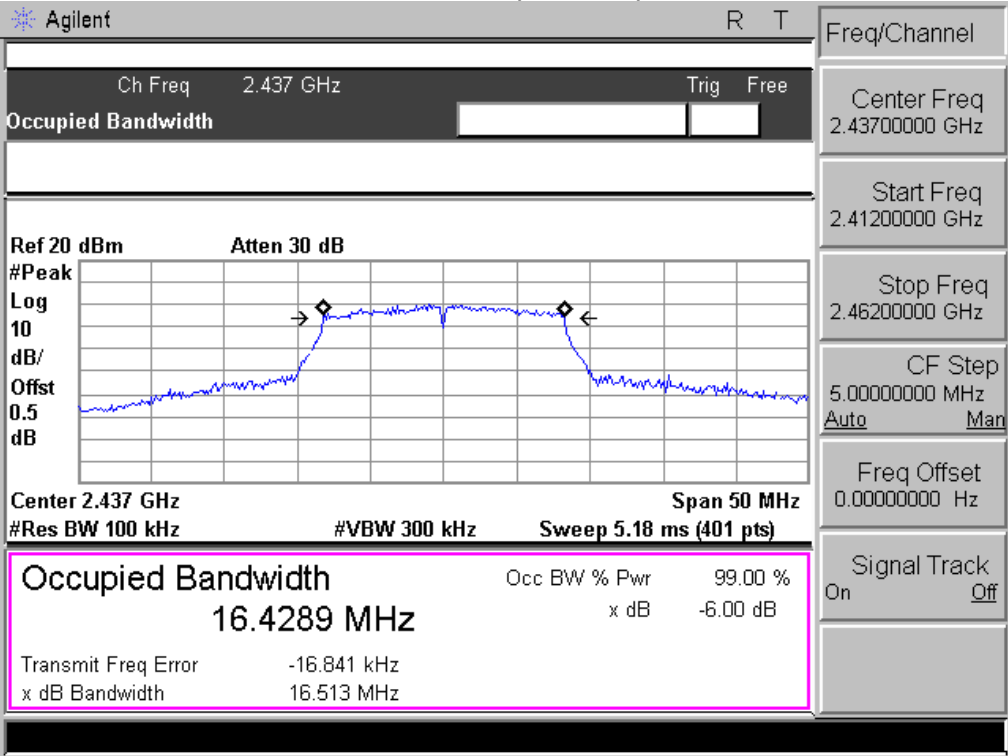 Agilent R T
Freq/Channel
Ch Freq 2.437 GHz Trig Free
Occupied Bandwidth
Center Freq
2.43700000 GHz
Start Freq
2.41200000 GHz
Stop Freq
2.46200000 GHz
CF Step
5.00000000 MHz
Auto Man
Freq Offset
0.00000000 Hz
Signal Track
On Off
Ref 20 dBm Atten 30 dB
#Peak
Log
10
dB/
Offst
0.5
dB
Center 2.437 GHz Span 50 MHz
#Res BW 100 kHz #VBW 300 kHz Sweep 5.18 ms (401 pts)
Occupied Bandwidth Occ BW % Pwr 99.00 %
16.4289 MHz x dB -6.00 dB
Transmit Freq Error -16.841 kHz
x dB Bandwidth 16.513 MHz